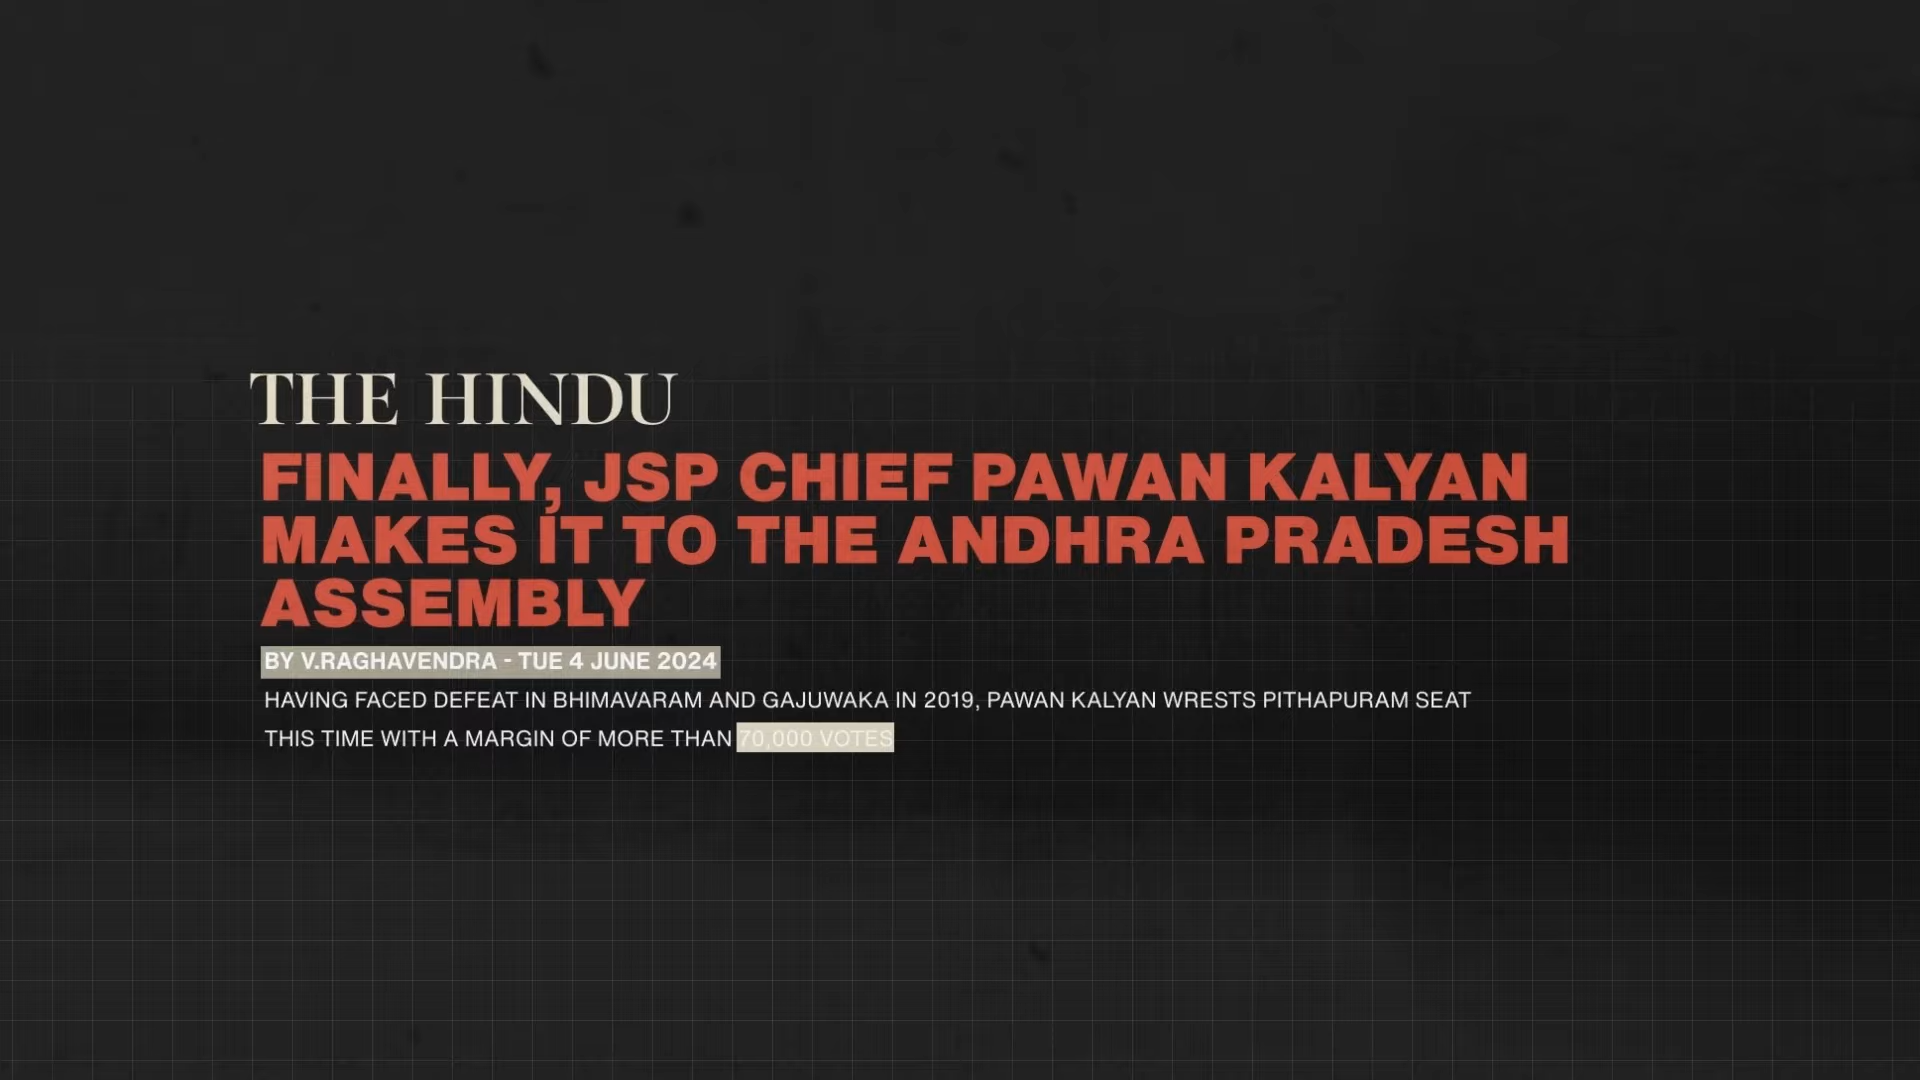 THE HINDU
FINALLY, JSP CHIEF PAWAN KALYAN
MAKES IT TO THE ANDHRA PRADESH
ASSEMBLY
BY V.RAGHAVENDRA - TUE 4 JUNE 2024
HAVING FACED DEFEAT IN BHIMAVARAM AND GAJUWAKA IN 2019, PAWAN KALYAN WRESTS PITHAPURAM SEAT
THIS TIME WITH A MARGIN OF MORE THAN 70,000 VOTES